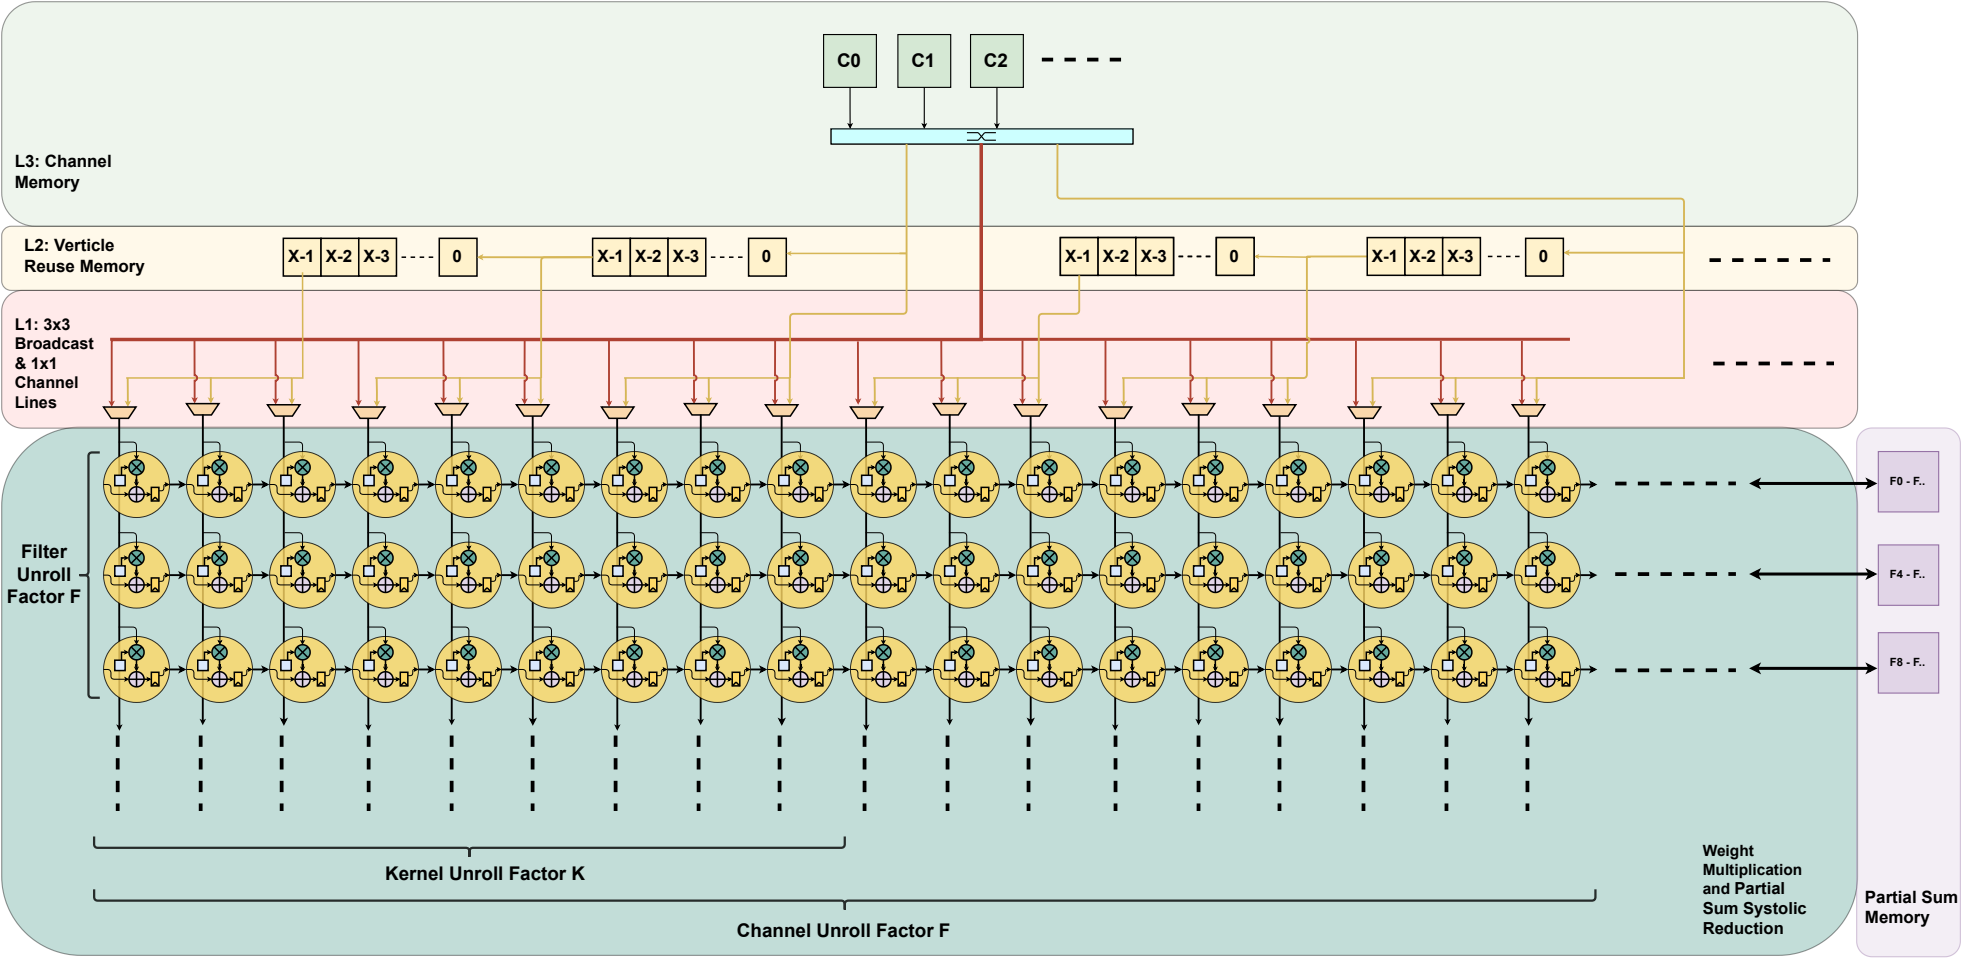 C0 C1 C2
L3: Channel
Memory
L2: Verticle
Reuse Memory
X-1 X-2 X-3 0 X-1 X-2 X-3 0 X-1 X-2 X-3 0 X-1 X-2 X-3 0
L1: 3x3
Broadcast
& 1x1
Channel
Lines
F0 - F..
Filter
Unroll
Factor F
F4 - F..
F8 - F..
Kernel Unroll Factor K
Channel Unroll Factor F
Weight
Multiplication
and Partial
Sum Systolic
Reduction
Partial Sum
Memory